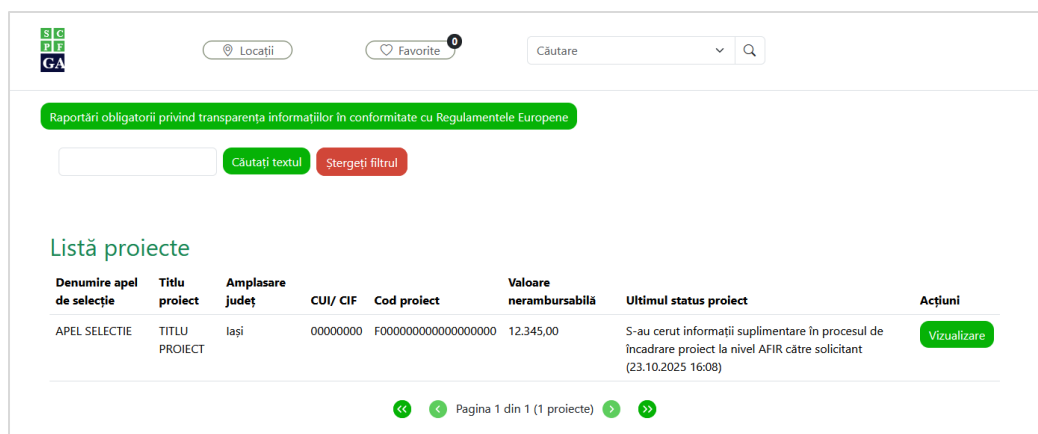 S C
P F
GA
Locații
Favorite
0
Căutare
Raportări obligatorii privind transparența informațiilor în conformitate cu Regulamentele Europene
Căutați textul
Ștergeți filtrul
Listă proiecte
Denumire apel de selecție
Titlu proiect
Amplasare județ
CUI/ CIF
Cod proiect
Valoare nerambursabilă
Ultimul status proiect
Acțiuni
APEL SELECTIE
TITLU PROIECT
Iași
00000000
F000000000000000000
12.345,00
S-au cerut informații suplimentare în procesul de
încadrare proiect la nivel AFIR către solicitant
(23.10.2025 16:08)
Vizualizare
Pagina 1 din 1 (1 proiecte)